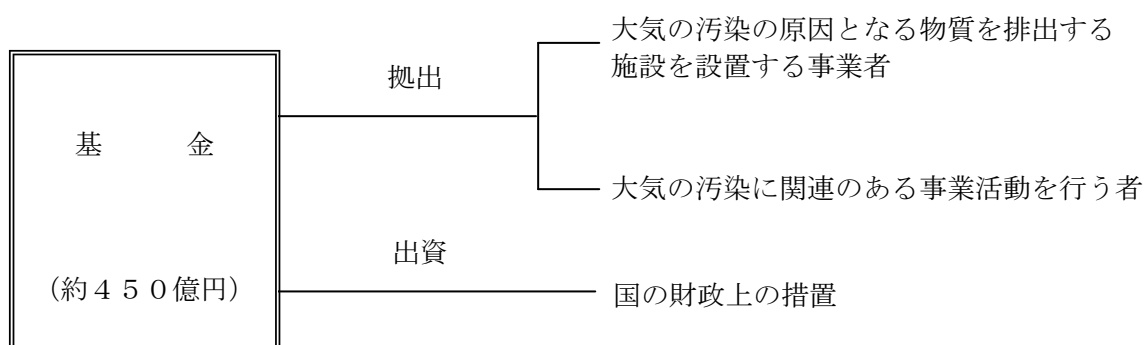 大気の汚染の原因となる物質を排出する
施設を設置する事業者
拠出
基　　　金
大気の汚染に関連のある事業活動を行う者
出資
（約４５０億円）
国の財政上の措置